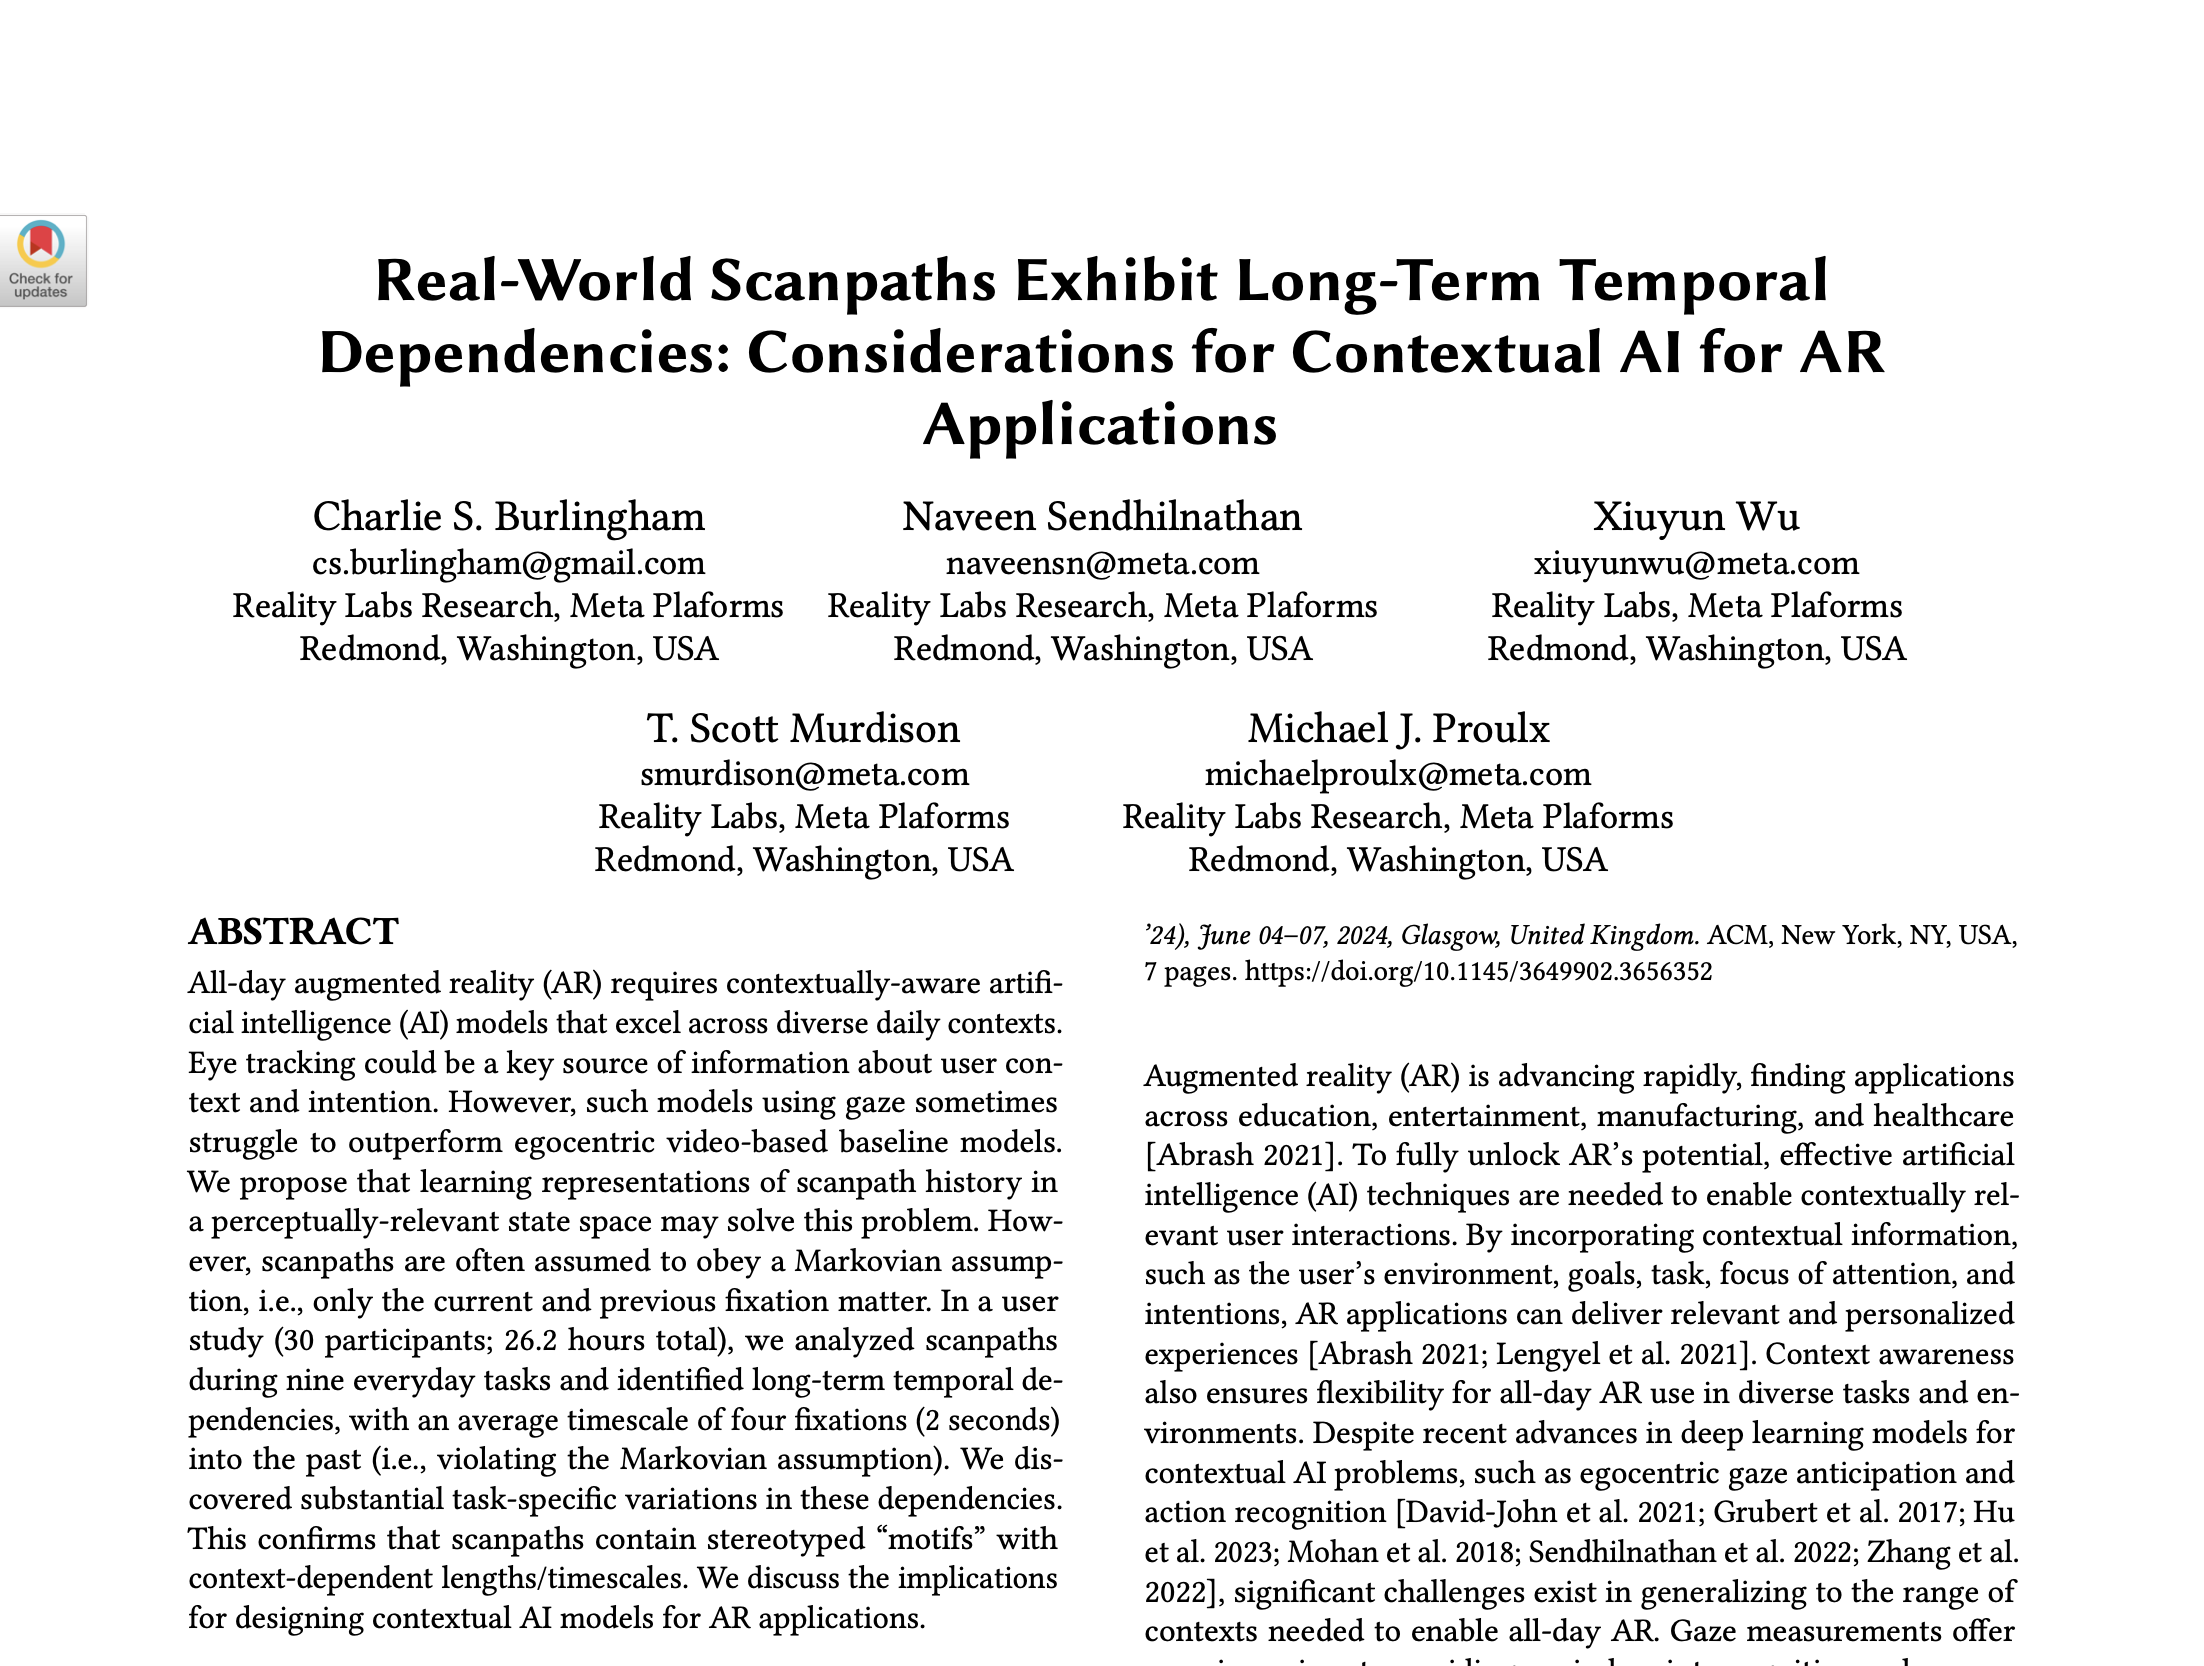 Check for
updates
Real-World Scanpaths Exhibit Long-Term Temporal
Dependencies: Considerations for Contextual AI for AR
Applications
Charlie S. Burlingham
cs.burlingham@gmail.com
Reality Labs Research, Meta Plaforms
Redmond, Washington, USA
Naveen Sendhilnathan
naveensn@meta.com
Reality Labs Research, Meta Plaforms
Redmond, Washington, USA
Xiuyun Wu
xiuyunwu@meta.com
Reality Labs, Meta Plaforms
Redmond, Washington, USA
T. Scott Murdison
smurdison@meta.com
Reality Labs, Meta Plaforms
Redmond, Washington, USA
Michael J. Proulx
michaelproulx@meta.com
Reality Labs Research, Meta Plaforms
Redmond, Washington, USA
ABSTRACT
All-day augmented reality (AR) requires contextually-aware artifi-
cial intelligence (AI) models that excel across diverse daily contexts.
Eye tracking could be a key source of information about user con-
text and intention. However, such models using gaze sometimes
struggle to outperform egocentric video-based baseline models.
We propose that learning representations of scanpath history in
a perceptually-relevant state space may solve this problem. How-
ever, scanpaths are often assumed to obey a Markovian assump-
tion, i.e., only the current and previous fixation matter. In a user
study (30 participants; 26.2 hours total), we analyzed scanpaths
during nine everyday tasks and identified long-term temporal de-
pendencies, with an average timescale of four fixations (2 seconds)
into the past (i.e., violating the Markovian assumption). We dis-
covered substantial task-specific variations in these dependencies.
This confirms that scanpaths contain stereotyped “motifs” with
context-dependent lengths/timescales. We discuss the implications
for designing contextual AI models for AR applications.
’24), June 04–07, 2024, Glasgow, United Kingdom. ACM, New York, NY, USA,
7 pages. https://doi.org/10.1145/3649902.3656352
Augmented reality (AR) is advancing rapidly, finding applications
across education, entertainment, manufacturing, and healthcare
[Abrash 2021]. To fully unlock AR’s potential, effective artificial
intelligence (AI) techniques are needed to enable contextually rel-
evant user interactions. By incorporating contextual information,
such as the user’s environment, goals, task, focus of attention, and
intentions, AR applications can deliver relevant and personalized
experiences [Abrash 2021; Lengyel et al. 2021]. Context awareness
also ensures flexibility for all-day AR use in diverse tasks and en-
vironments. Despite recent advances in deep learning models for
contextual AI problems, such as egocentric gaze anticipation and
action recognition [David-John et al. 2021; Grubert et al. 2017; Hu
et al. 2023; Mohan et al. 2018; Sendhilnathan et al. 2022; Zhang et al.
2022], significant challenges exist in generalizing to the range of
contexts needed to enable all-day AR. Gaze measurements offer